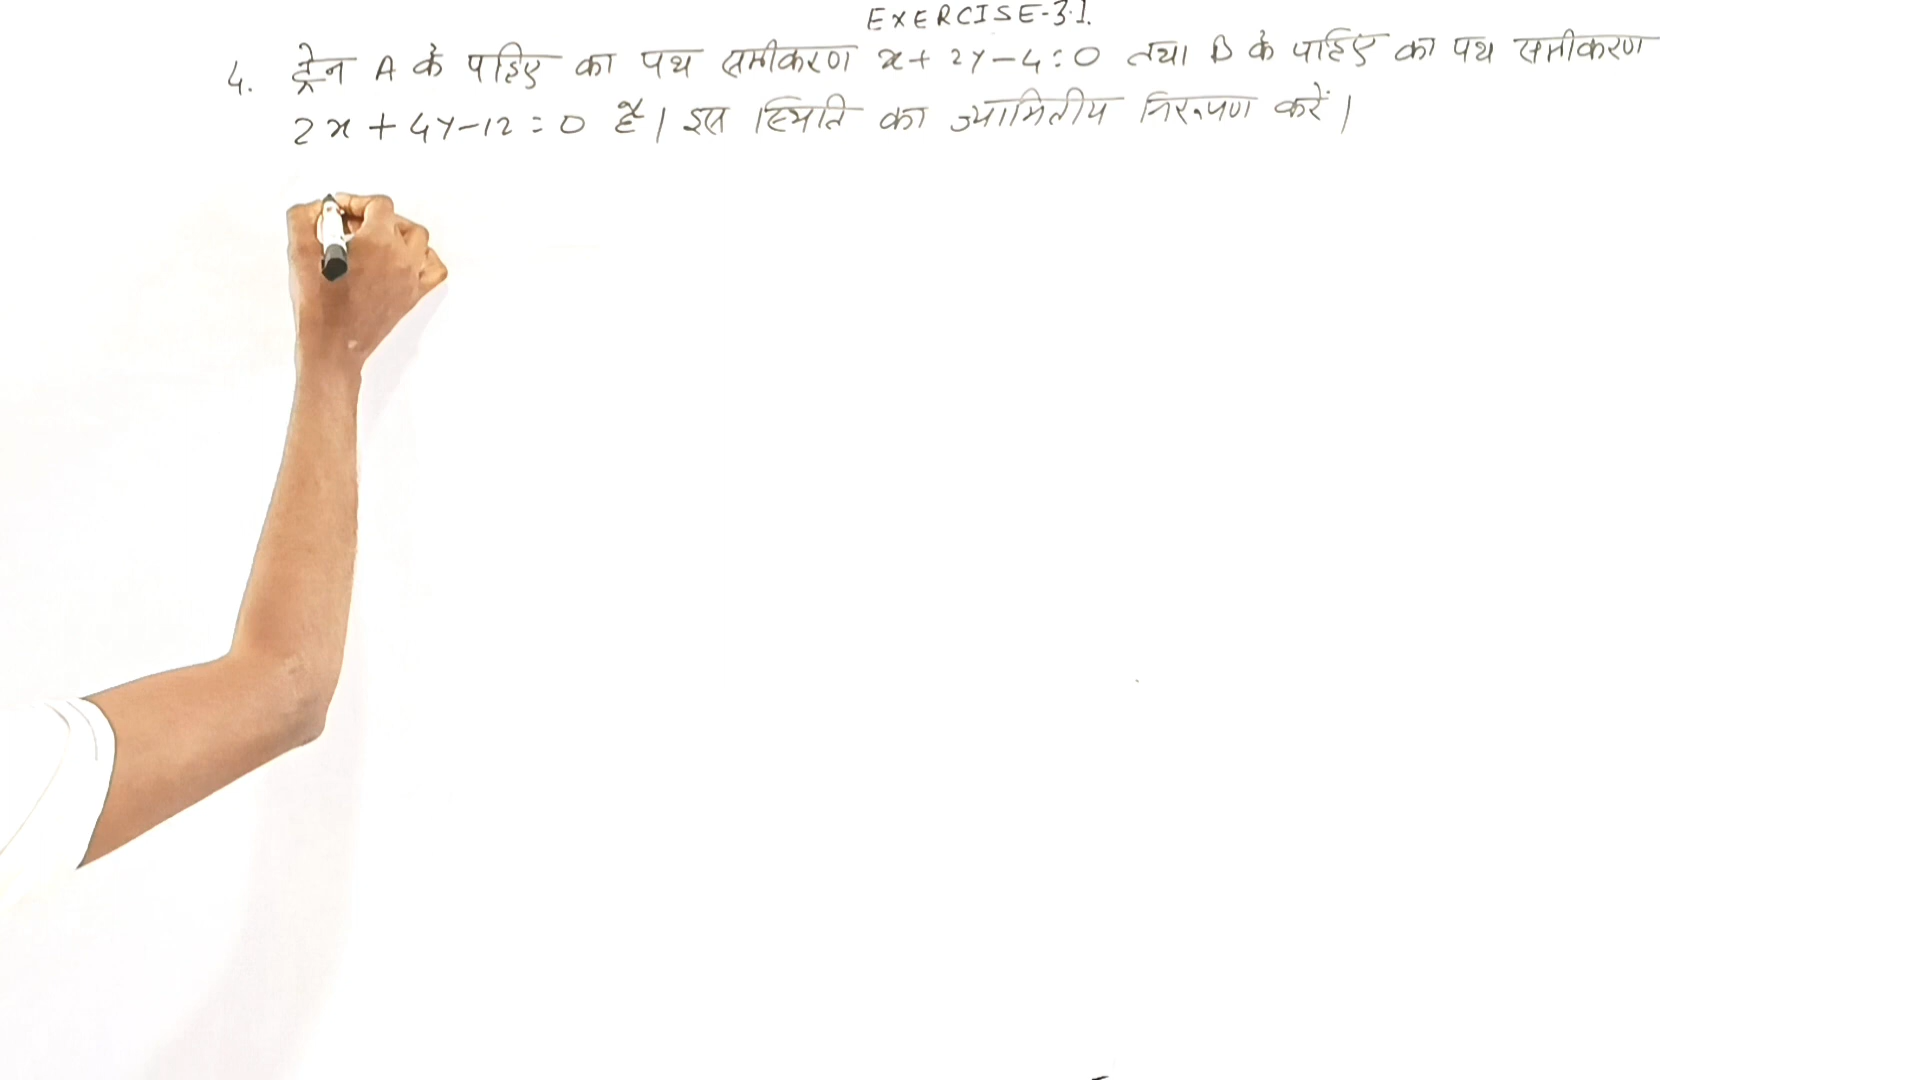 EXERCISE-3.1.
4. ट्रेन A के पहिए का पथ समीकरण x + 2y - 4 = 0 तथा B के पहिए का पथ समीकरण
2x + 4y - 12 = 0 है। इस स्थिति का ज्यामितीय निरूपण करें।